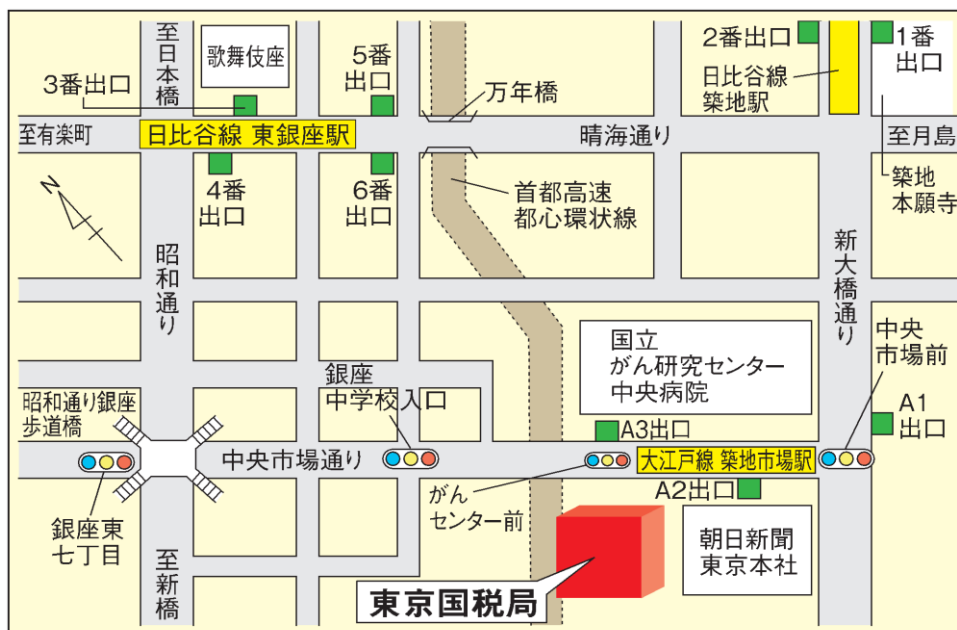 至日本橋
歌舞伎座
3番出口
5番
出口
万年橋
2番出口
日比谷線
築地駅
1番
出口
至有楽町
日比谷線 東銀座駅
晴海通り
至月島
N
4番
出口
6番
出口
首都高速
都心環状線
築地
本願寺
昭和通り
新大橋通り
国立
がん研究センター
中央病院
中央
市場前
銀座
中学校入口
昭和通り銀座
歩道橋
A1
出口
A3出口
中央市場通り
大江戸線 築地市場駅
がん
センター前
A2出口
銀座東
七丁目
至新橋
朝日新聞
東京本社
東京国税局